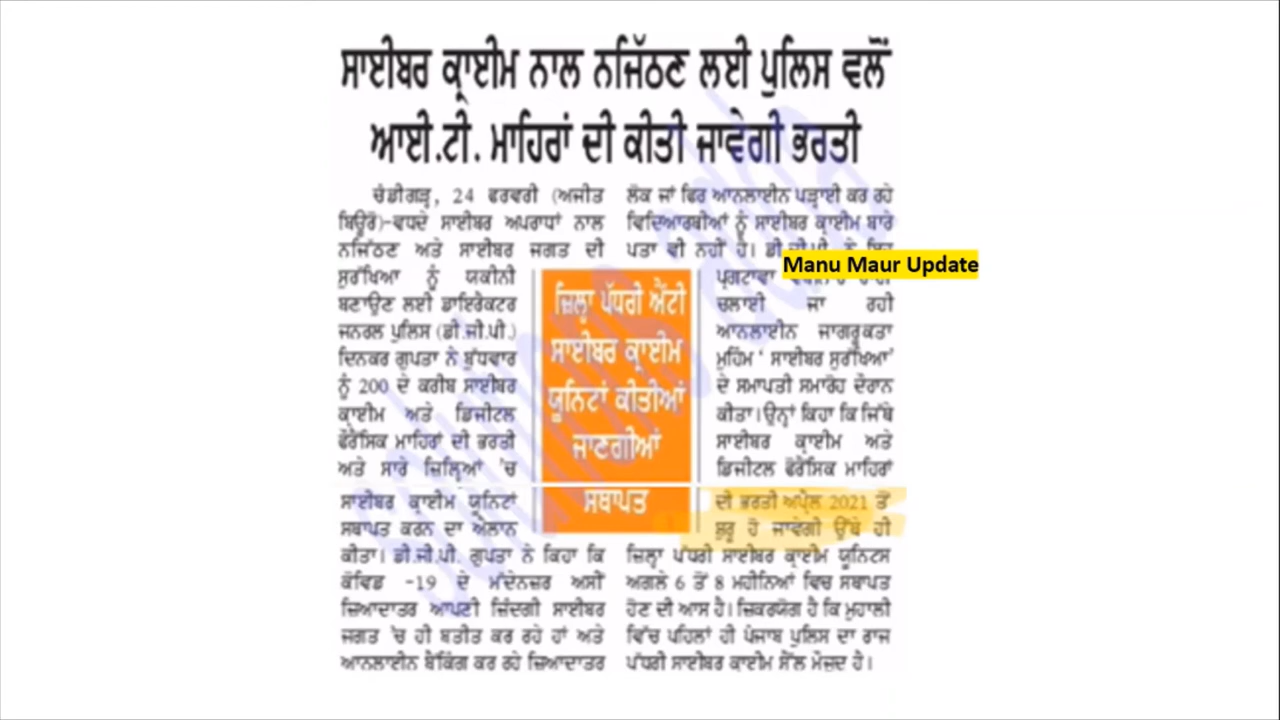 ਸਾਈਬਰ ਕ੍ਰਾਈਮ ਨਾਲ ਨਜਿੱਠਣ ਲਈ ਪੁਲਿਸ ਵਲੋਂ
ਆਈ.ਟੀ. ਮਾਹਿਰਾਂ ਦੀ ਕੀਤੀ ਜਾਵੇਗੀ ਭਰਤੀ
ਚੰਡੀਗੜ੍ਹ, 24 ਫਰਵਰੀ (ਅਜੀਤ
ਬਿਊਰੋ)-ਵਧਦੇ ਸਾਈਬਰ ਅਪਰਾਧਾਂ ਨਾਲ
ਨਜਿੱਠਣ ਅਤੇ ਸਾਈਬਰ ਜਗਤ ਦੀ
ਸੁਰੱਖਿਆ ਨੂੰ ਯਕੀਨੀ
ਬਣਾਉਣ ਲਈ ਡਾਇਰੈਕਟਰ
ਜਨਰਲ ਪੁਲਿਸ (ਡੀ.ਜੀ.ਪੀ.)
ਦਿਨਕਰ ਗੁਪਤਾ ਨੇ ਬੁੱਧਵਾਰ
ਨੂੰ 200 ਦੇ ਕਰੀਬ ਸਾਈਬਰ
ਕ੍ਰਾਈਮ ਅਤੇ ਡਿਜੀਟਲ
ਫੋਰੈਂਸਿਕ ਮਾਹਿਰਾਂ ਦੀ ਭਰਤੀ
ਅਤੇ ਸਾਰੇ ਜ਼ਿਲ੍ਹਿਆਂ 'ਚ
ਸਾਈਬਰ ਕ੍ਰਾਈਮ ਯੂਨਿਟਾਂ
ਸਥਾਪਤ ਕਰਨ ਦਾ ਐਲਾਨ
ਕੀਤਾ। ਡੀ.ਜੀ.ਪੀ. ਗੁਪਤਾ ਨੇ ਕਿਹਾ ਕਿ
ਕੋਵਿਡ -19 ਦੇ ਮੱਦੇਨਜ਼ਰ ਅਸੀਂ
ਜ਼ਿਆਦਾਤਰ ਆਪਣੀ ਜ਼ਿੰਦਗੀ ਸਾਈਬਰ
ਜਗਤ 'ਚ ਹੀ ਬਤੀਤ ਕਰ ਰਹੇ ਹਾਂ ਅਤੇ
ਆਨਲਾਈਨ ਬੈਂਕਿੰਗ ਕਰ ਰਹੇ ਜ਼ਿਆਦਾਤਰ
ਜ਼ਿਲ੍ਹਾ ਪੱਧਰੀ ਐਂਟੀ
ਸਾਈਬਰ ਕ੍ਰਾਈਮ
ਯੂਨਿਟਾਂ ਕੀਤੀਆਂ
ਜਾਣਗੀਆਂ
ਸਥਾਪਤ
ਲੋਕ ਜਾਂ ਫਿਰ ਆਨਲਾਈਨ ਪੜ੍ਹਾਈ ਕਰ ਰਹੇ
ਵਿਦਿਆਰਥੀਆਂ ਨੂੰ ਸਾਈਬਰ ਕ੍ਰਾਈਮ ਬਾਰੇ
ਪਤਾ ਵੀ ਨਹੀਂ ਹੈ। ਡੀ.ਜੀ.ਪੀ. ਨੇ ਇਹ
Manu Maur Update
ਪ੍ਰਗਟਾਵਾ
ਚਲਾਈ ਜਾ ਰਹੀ
ਆਨਲਾਈਨ ਜਾਗਰੂਕਤਾ
ਮੁਹਿੰਮ ' ਸਾਈਬਰ ਸੁਰੱਖਿਆ'
ਦੇ ਸਮਾਪਤੀ ਸਮਾਰੋਹ ਦੌਰਾਨ
ਕੀਤਾ। ਉਨ੍ਹਾਂ ਕਿਹਾ ਕਿ ਜਿੱਥੇ
ਸਾਈਬਰ ਕ੍ਰਾਈਮ ਅਤੇ
ਡਿਜੀਟਲ ਫੋਰੈਂਸਿਕ ਮਾਹਿਰਾਂ
ਦੀ ਭਰਤੀ ਅਪ੍ਰੈਲ 2021 ਤੋਂ
ਸ਼ੁਰੂ ਹੋ ਜਾਵੇਗੀ ਉੱਥੇ ਹੀ
ਜ਼ਿਲ੍ਹਾ ਪੱਧਰੀ ਸਾਈਬਰ ਕ੍ਰਾਈਮ ਯੂਨਿਟਸ
ਅਗਲੇ 6 ਤੋਂ 8 ਮਹੀਨਿਆਂ ਵਿਚ ਸਥਾਪਤ
ਹੋਣ ਦੀ ਆਸ ਹੈ। ਜ਼ਿਕਰਯੋਗ ਹੈ ਕਿ ਮੁਹਾਲੀ
ਵਿੱਚ ਪਹਿਲਾਂ ਹੀ ਪੰਜਾਬ ਪੁਲਿਸ ਦਾ ਰਾਜ
ਪੱਧਰੀ ਸਾਈਬਰ ਕ੍ਰਾਈਮ ਸੈੱਲ ਮੌਜੂਦ ਹੈ।